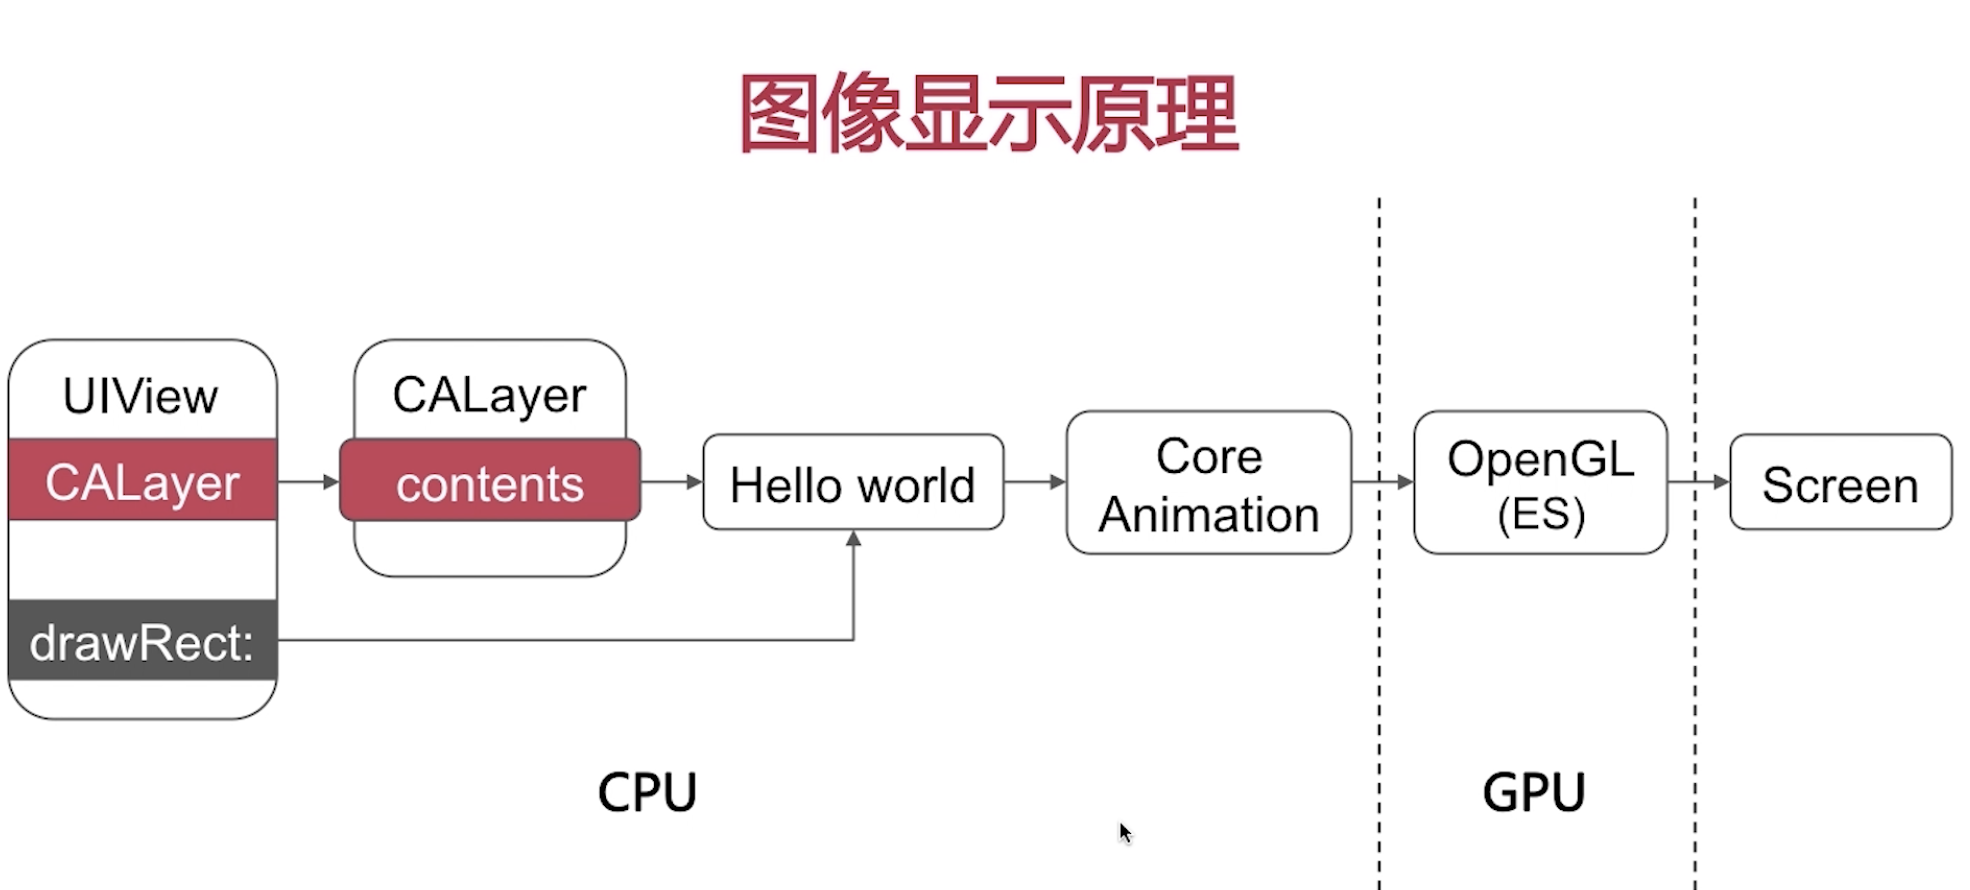 图像显示原理
UIView
CALayer
drawRect:
CALayer
contents
Hello world
Core
Animation
OpenGL
(ES)
Screen
CPU
GPU